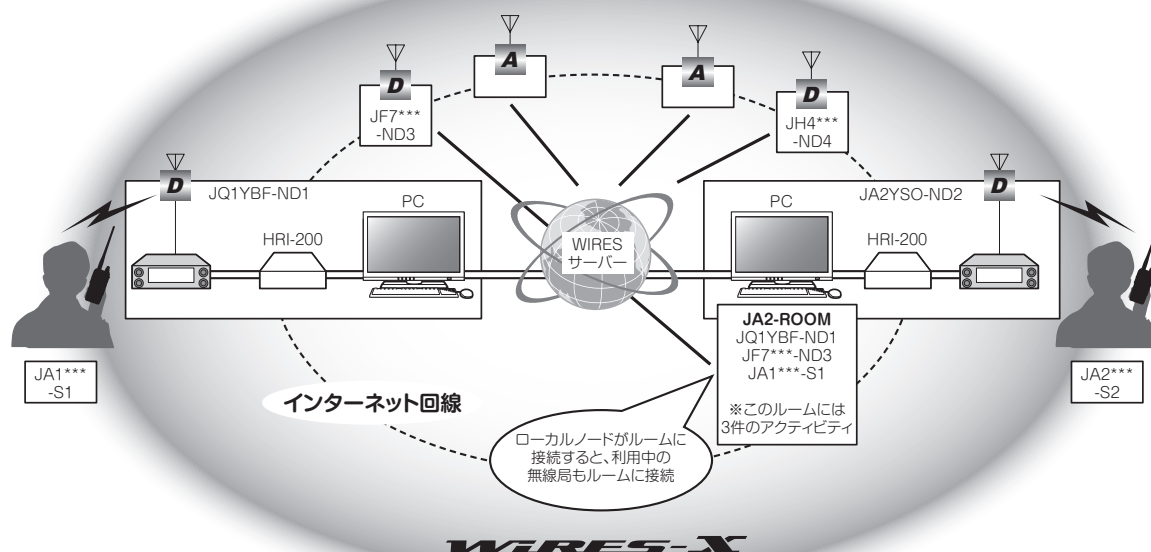 A
A
D
JF7***
-ND3
D
JH4***
-ND4
D
JQ1YBF-ND1
PC
HRI-200
WIRES
サーバー
JA2YSO-ND2
D
PC
HRI-200
JA1***
-S1
JA2***
-S2
JA2-ROOM
JQ1YBF-ND1
JF7***-ND3
JA1***-S1
※このルームには
3件のアクティビティ
インターネット回線
ローカルノードがルームに
接続すると、利用中の
無線局もルームに接続
WiRES-X